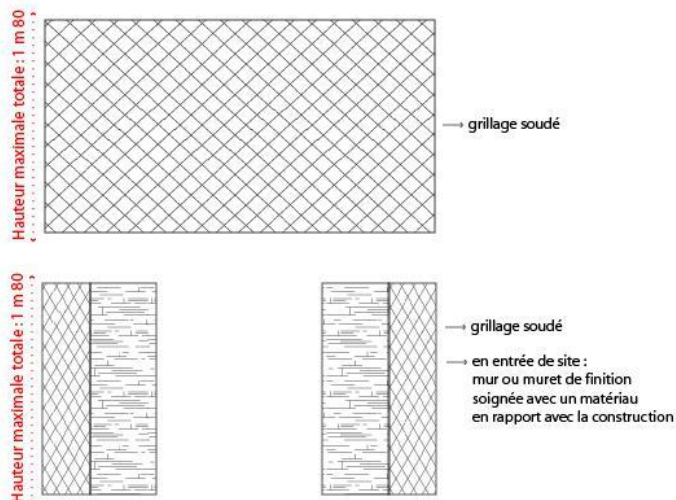 Hauteur maximale totale : 1 m 80
→ grillage soudé
Hauteur maximale totale : 1 m 80
→ grillage soudé
→ en entrée de site :
mur ou muret de finition
soignée avec un matériau
en rapport avec la construction